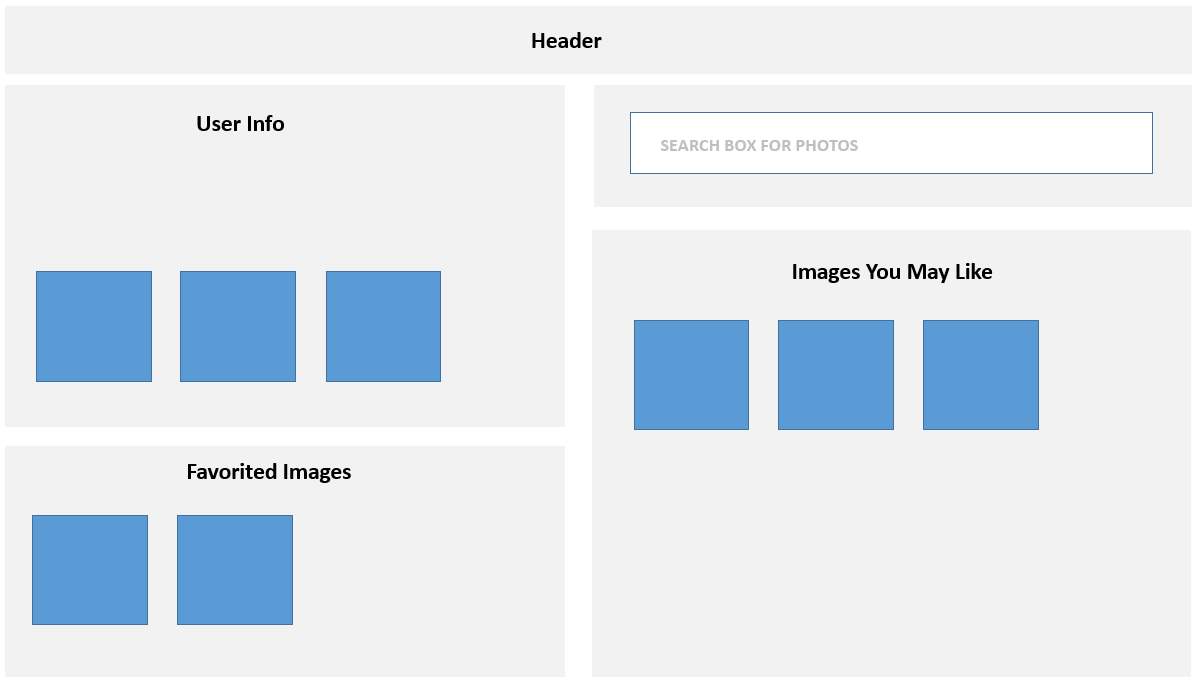 Header
User Info
SEARCH BOX FOR PHOTOS
Images You May Like
Favorited Images